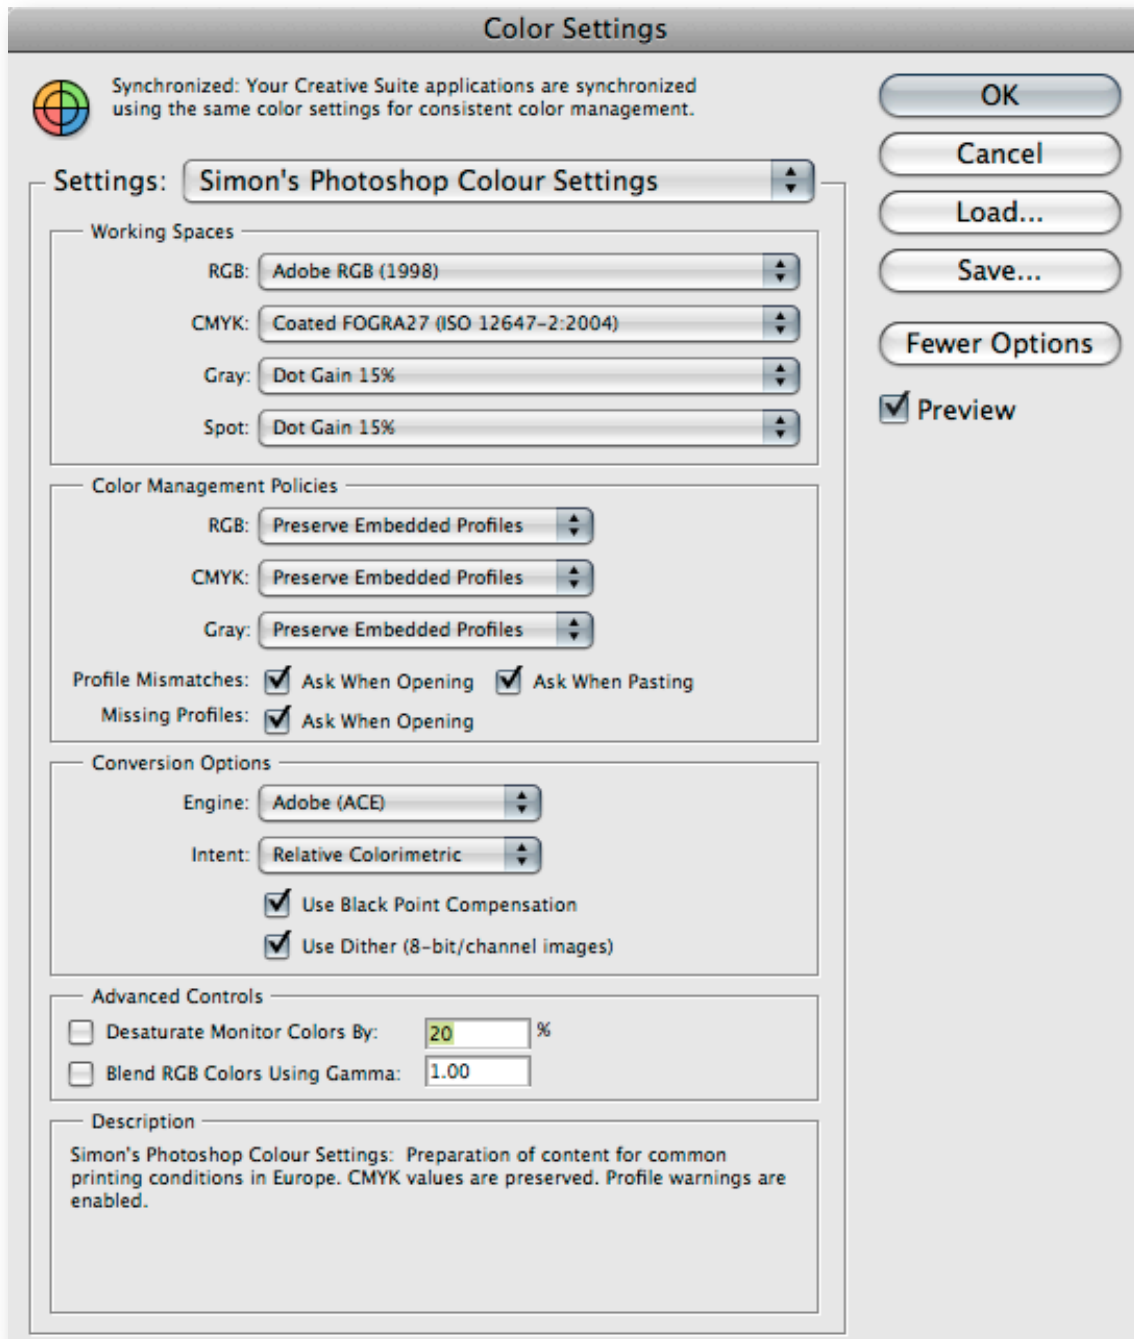 Color Settings
Synchronized: Your Creative Suite applications are synchronized
using the same color settings for consistent color management.
OK
Cancel
Load...
Save...
Fewer Options
Preview
Settings: Simon's Photoshop Colour Settings
Working Spaces
RGB: Adobe RGB (1998)
CMYK: Coated FOGRA27 (ISO 12647-2:2004)
Gray: Dot Gain 15%
Spot: Dot Gain 15%
Color Management Policies
RGB: Preserve Embedded Profiles
CMYK: Preserve Embedded Profiles
Gray: Preserve Embedded Profiles
Profile Mismatches: Ask When Opening Ask When Pasting
Missing Profiles: Ask When Opening
Conversion Options
Engine: Adobe (ACE)
Intent: Relative Colorimetric
Use Black Point Compensation
Use Dither (8-bit/channel images)
Advanced Controls
Desaturate Monitor Colors By: 20 %
Blend RGB Colors Using Gamma: 1.00
Description
Simon's Photoshop Colour Settings: Preparation of content for common
printing conditions in Europe. CMYK values are preserved. Profile warnings are
enabled.